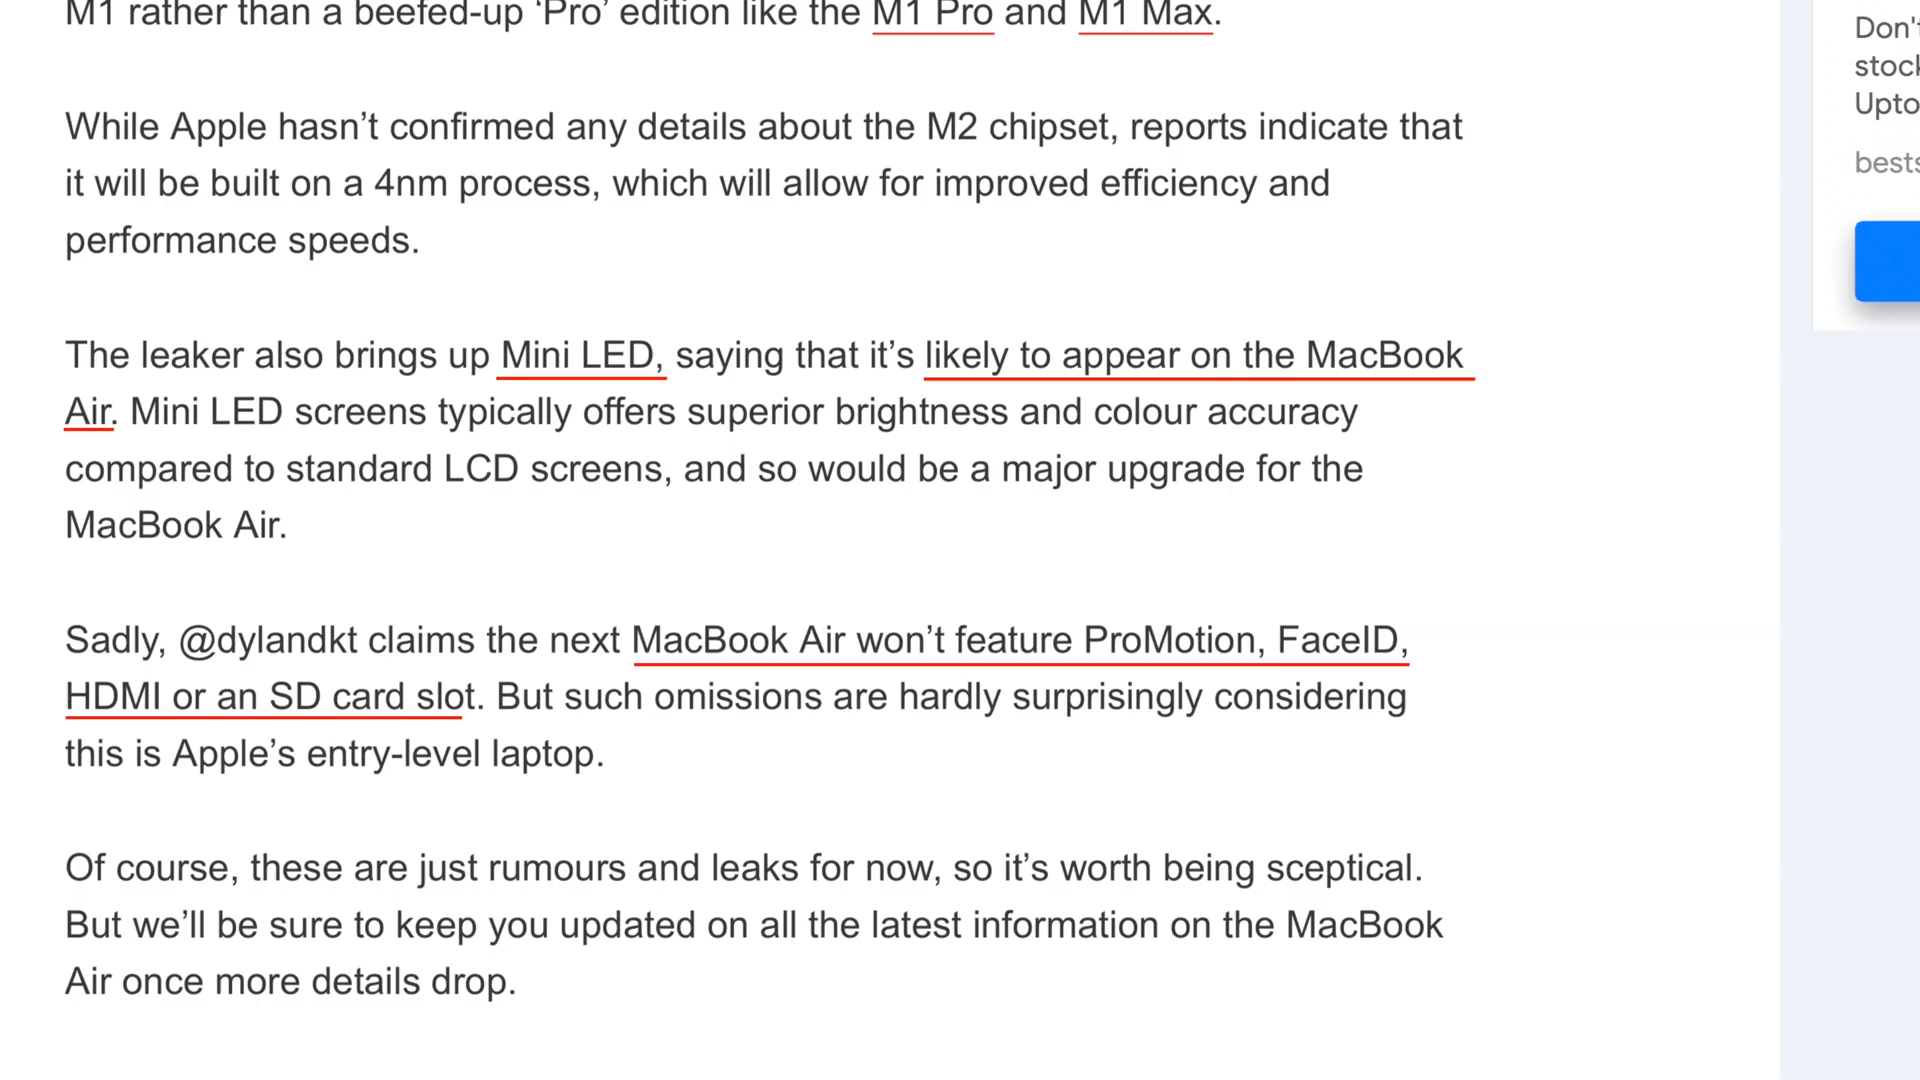 M1 rather than a beefed-up ‘Pro’ edition like the M1 Pro and M1 Max.
While Apple hasn’t confirmed any details about the M2 chipset, reports indicate that
it will be built on a 4nm process, which will allow for improved efficiency and
performance speeds.
The leaker also brings up Mini LED, saying that it’s likely to appear on the MacBook
Air. Mini LED screens typically offers superior brightness and colour accuracy
compared to standard LCD screens, and so would be a major upgrade for the
MacBook Air.
Sadly, @dylandkt claims the next MacBook Air won’t feature ProMotion, FaceID,
HDMI or an SD card slot. But such omissions are hardly surprisingly considering
this is Apple’s entry-level laptop.
Of course, these are just rumours and leaks for now, so it’s worth being sceptical.
But we’ll be sure to keep you updated on all the latest information on the MacBook
Air once more details drop.
Don't
stock
Upto
bests